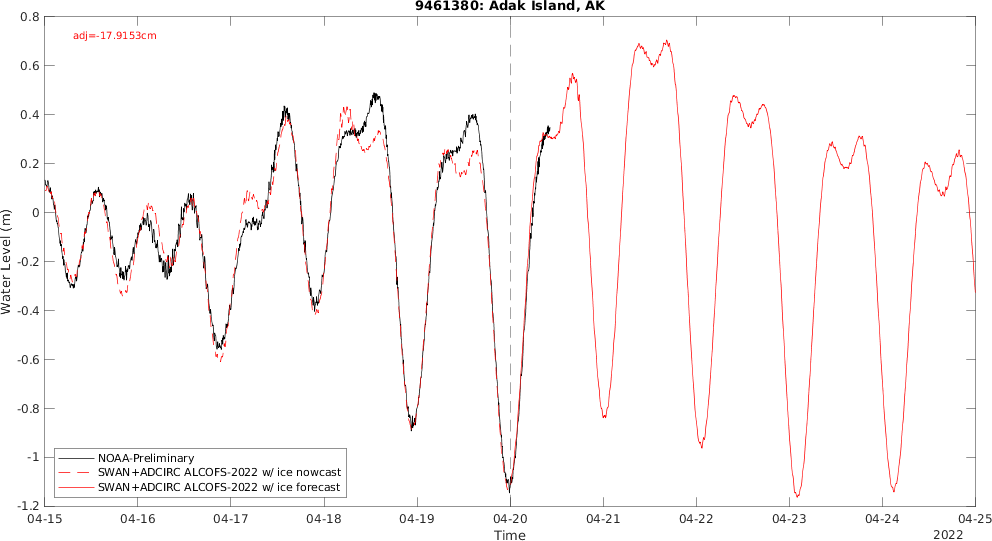 9461380: Adak Island, AK
adj=-17.9153cm
0.8
0.6
0.4
0.2
0
-0.2
-0.4
-0.6
-0.8
-1
-1.2
Water Level (m)
NOAA-Preliminary
SWAN+ADCIRC ALCOFS-2022 w/ ice nowcast
SWAN+ADCIRC ALCOFS-2022 w/ ice forecast
04-15 04-16 04-17 04-18 04-19 04-20 04-21 04-22 04-23 04-24 04-25
Time
2022